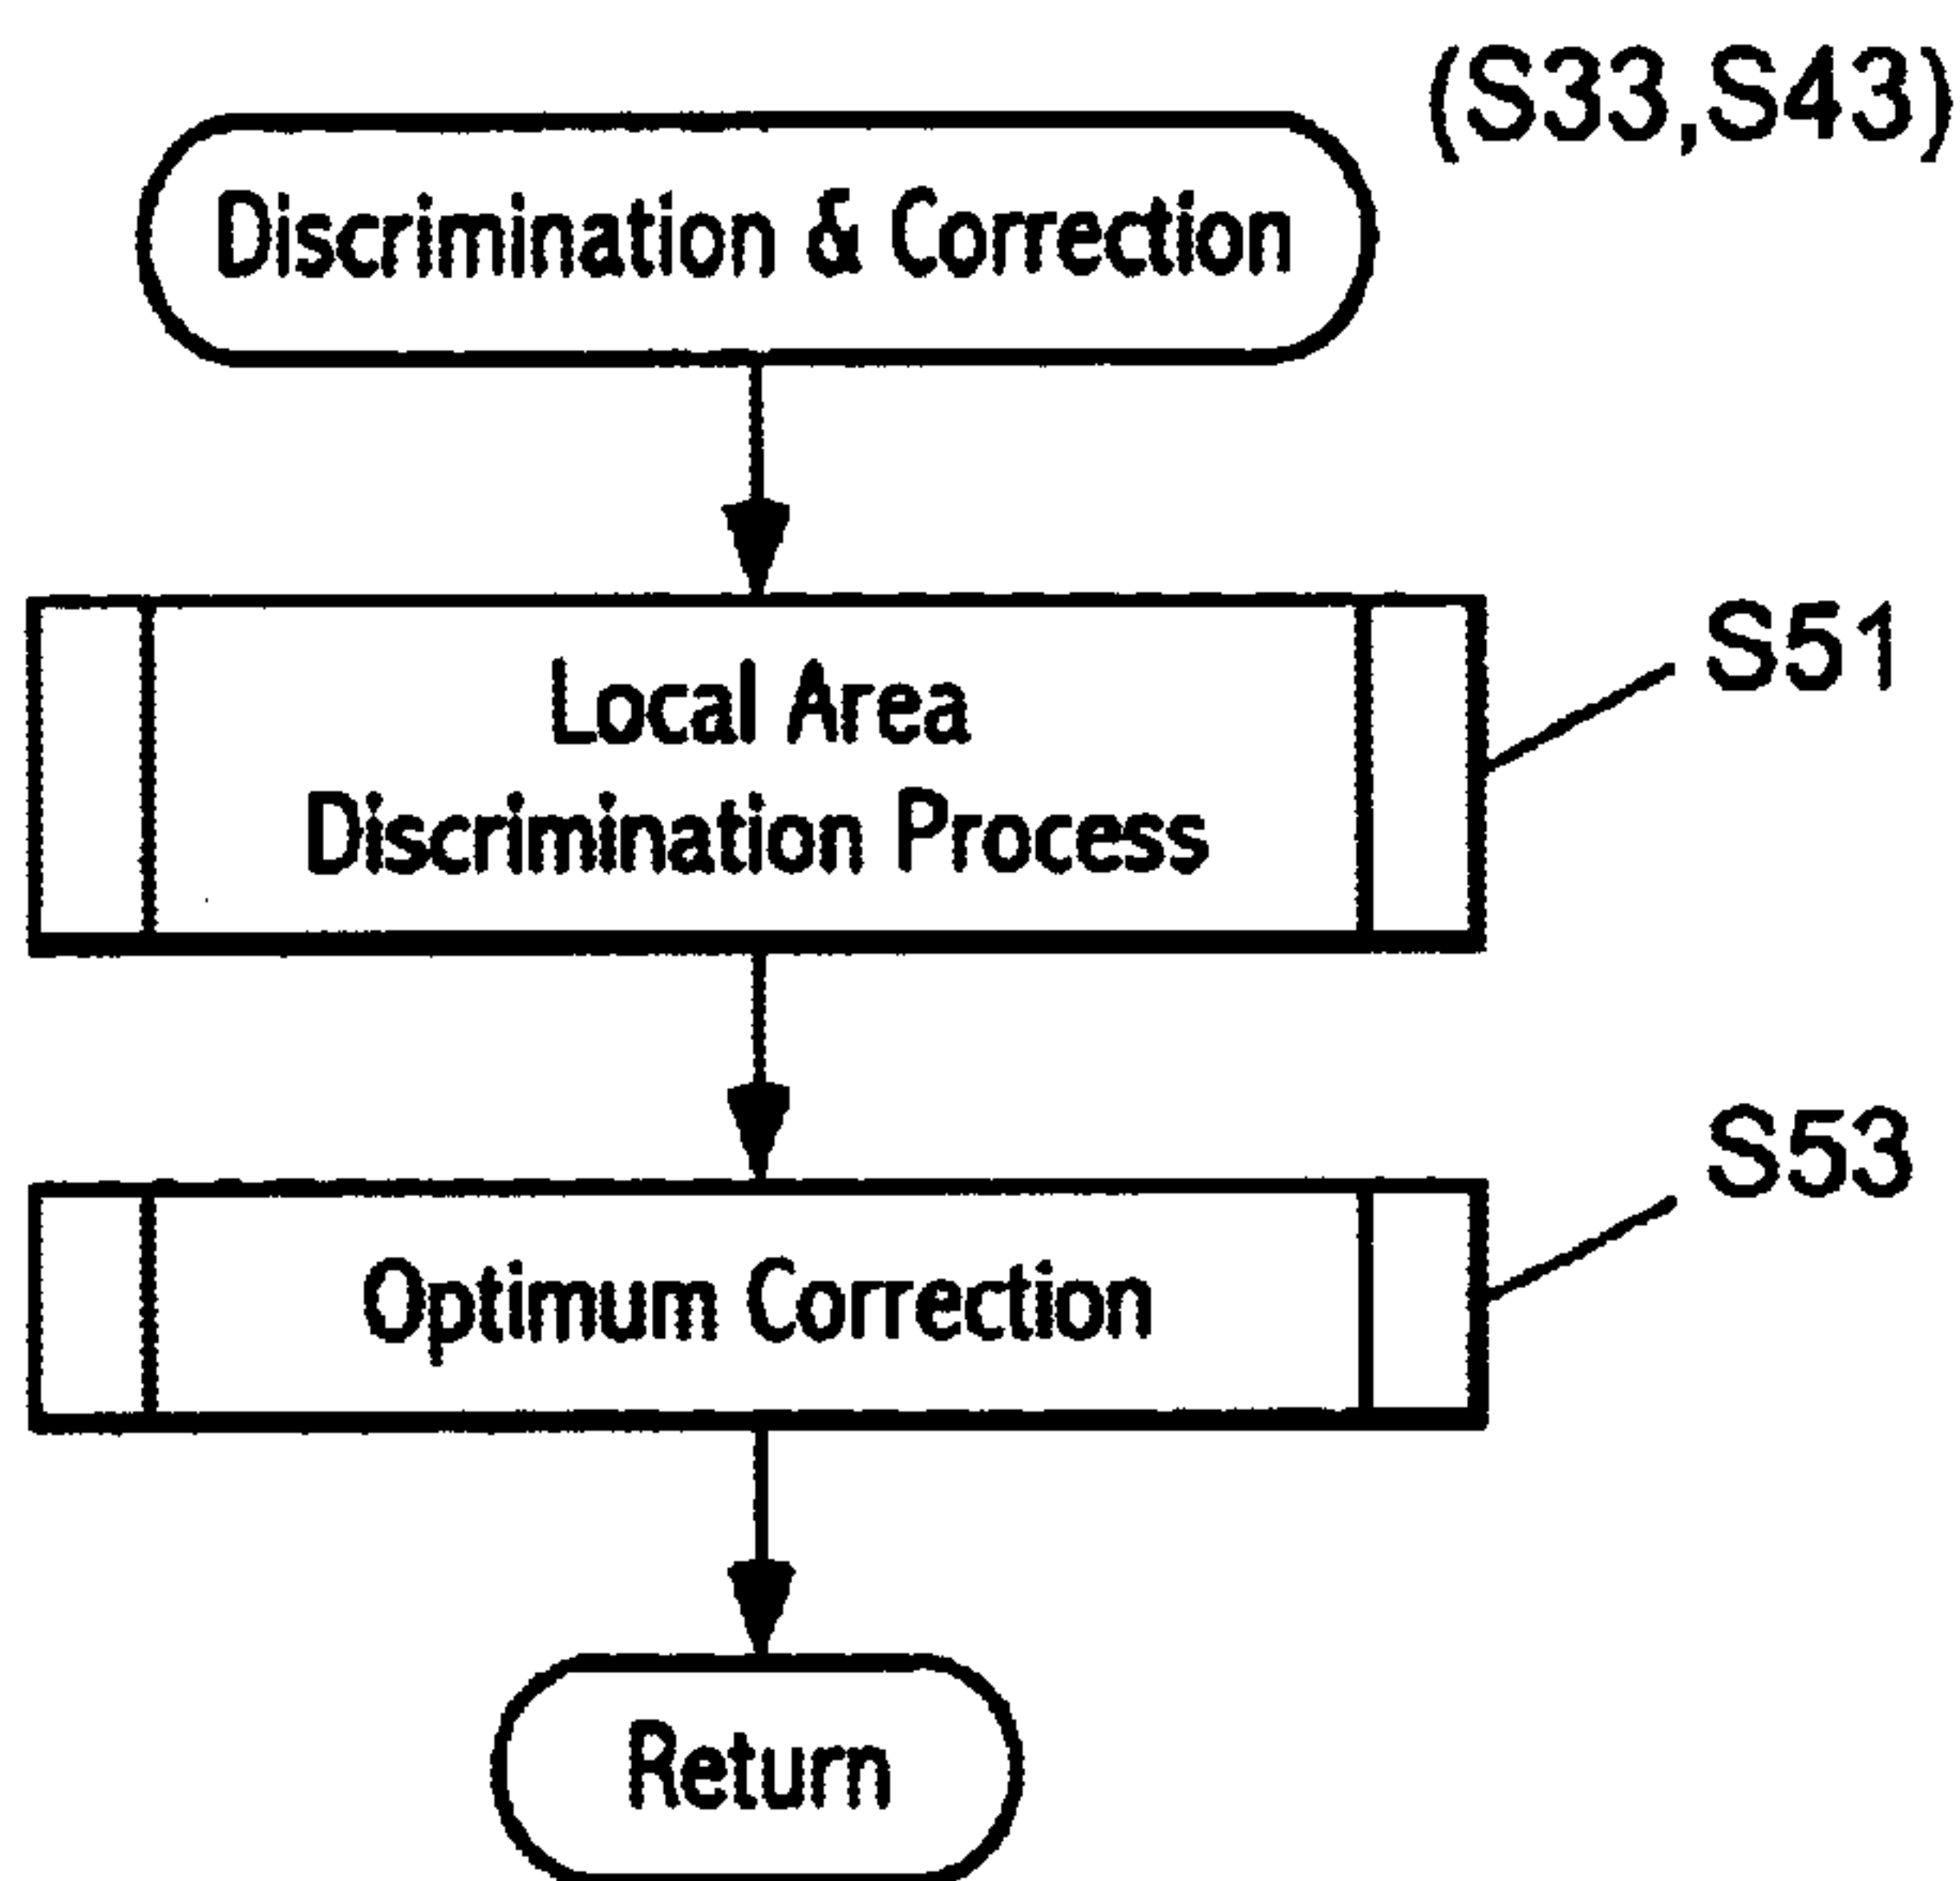 (S33,S43)
Discrimination & Correction
Local Area
Discrimination Process
S51
Optimum Correction
S53
Return